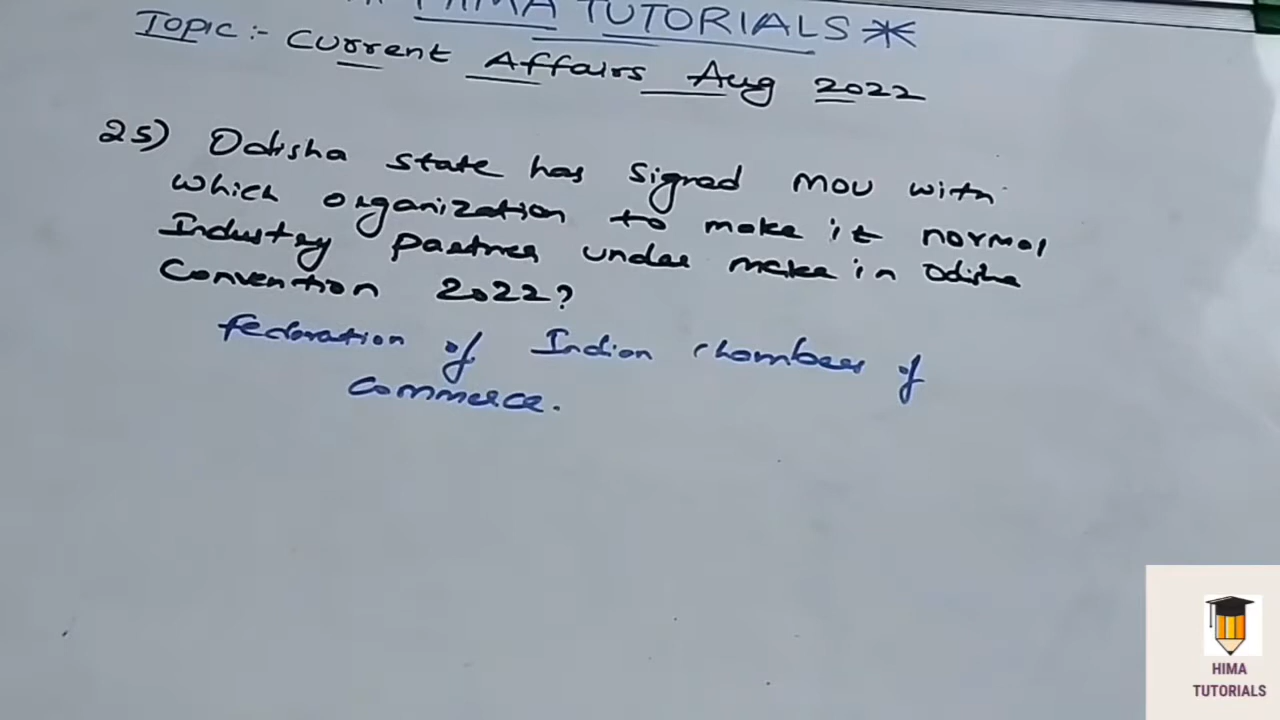 HIMA TUTORIALS *
Topic :- Current Affairs Aug 2022
25) Odisha state has signed MOU with
which organization to make it normal
Industry partner under make in Odisha
Convention 2022?
federation of Indian chambers of
commerce.
HIMA
TUTORIALS